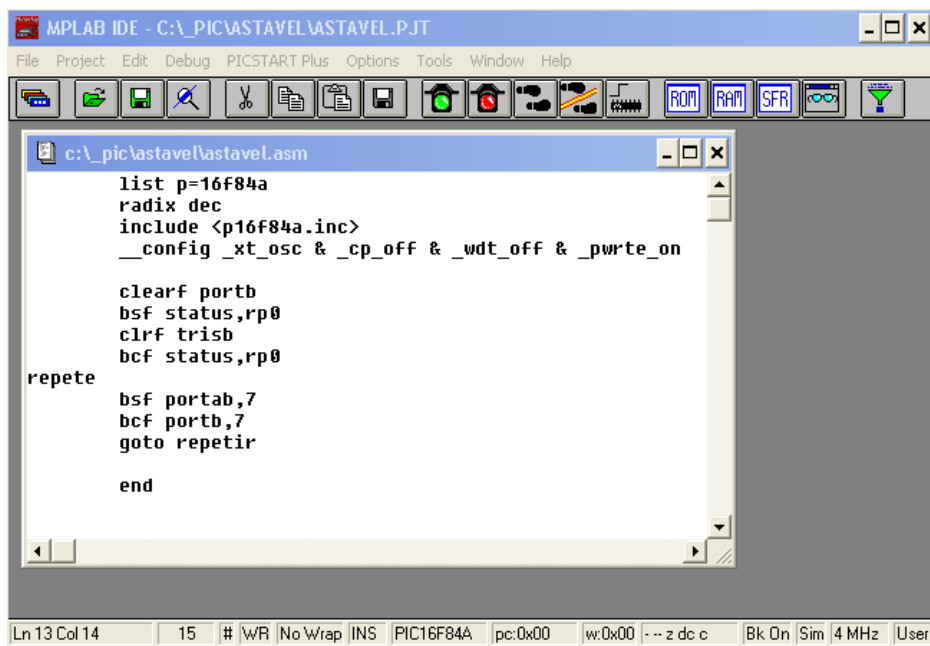 MPLAB IDE - C:\_PIC\ASTAVEL\ASTAVEL.PJT
File Project Edit Debug PICSTART Plus Options Tools Window Help
ROM RAM SFR
c:\_pic\astavel\astavel.asm
list p=16f84a
radix dec
include <p16f84a.inc>
__config _xt_osc & _cp_off & _wdt_off & _pwrte_on
clearf portb
bsf status,rp0
clrf trisb
bcf status,rp0
repete
bsf portab,7
bcf portb,7
goto repetir
end
Ln 13 Col 14 15 # WR No Wrap INS PIC16F84A pc:0x00 w:0x00 - -- z dc c Bk On Sim 4 MHz User